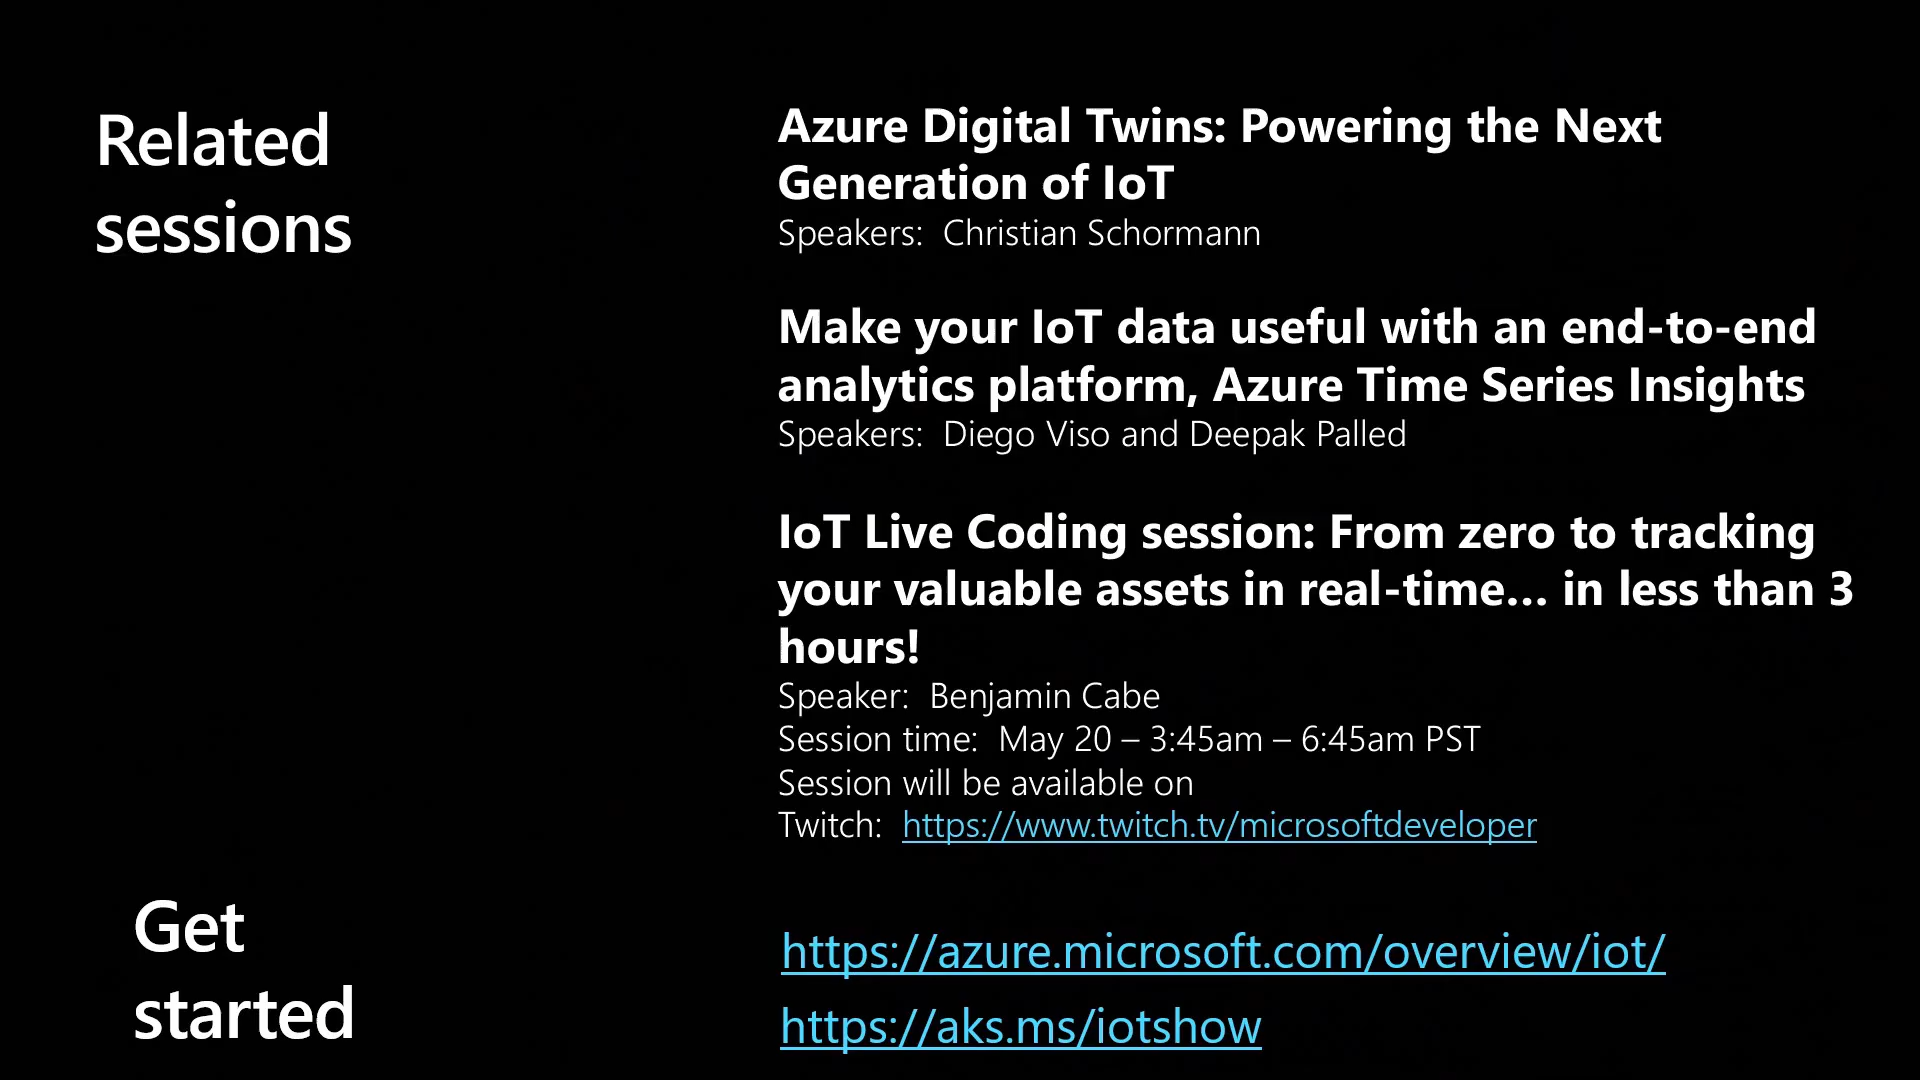 Related
sessions
Azure Digital Twins: Powering the Next
Generation of IoT
Speakers:  Christian Schormann
Make your IoT data useful with an end-to-end
analytics platform, Azure Time Series Insights
Speakers:  Diego Viso and Deepak Palled
IoT Live Coding session: From zero to tracking
your valuable assets in real-time… in less than 3
hours!
Speaker:  Benjamin Cabe
Session time:  May 20 – 3:45am – 6:45am PST
Session will be available on
Twitch:  https://www.twitch.tv/microsoftdeveloper
Get
started
https://azure.microsoft.com/overview/iot/
https://aks.ms/iotshow